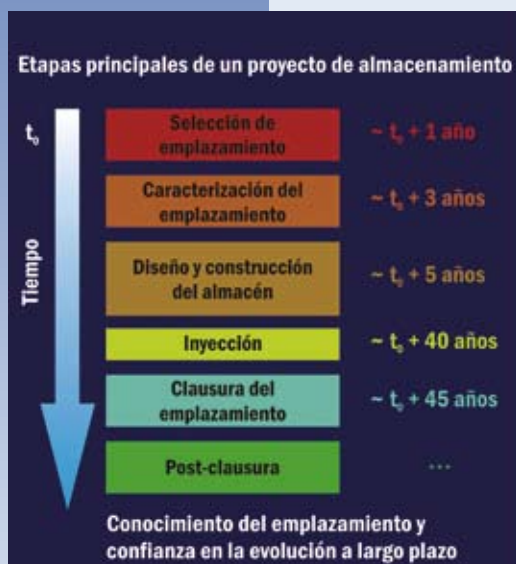 Etapas principales de un proyecto de almacenamiento
t₀
Tiempo
Selección de
emplazamiento
~ t₀ + 1 año
Caracterización del
emplazamiento
~ t₀ + 3 años
Diseño y construcción
del almacén
~ t₀ + 5 años
Inyección
~ t₀ + 40 años
Clausura del
emplazamiento
~ t₀ + 45 años
Post-clausura
...
Conocimiento del emplazamiento y
confianza en la evolución a largo plazo